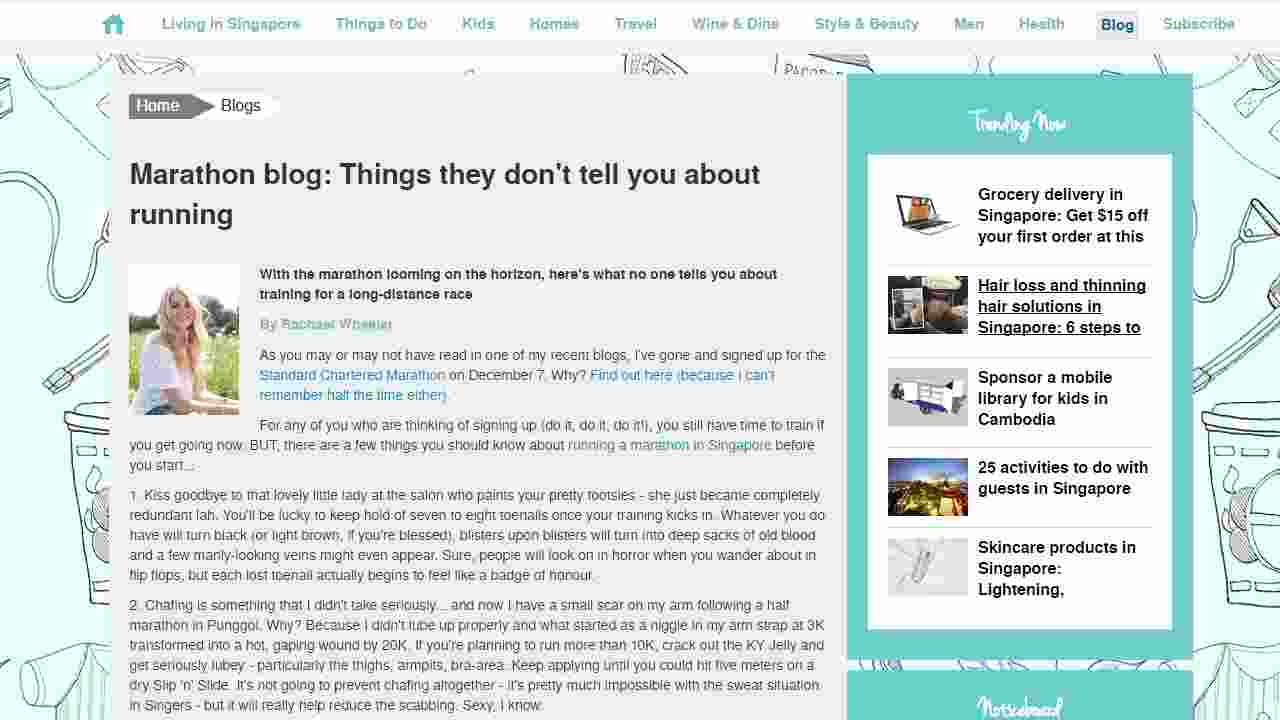 Living in Singapore Things to Do Kids Homes Travel Wine & Dine Style & Beauty Men Health Blog Subscribe
Home Blogs
Marathon blog: Things they don't tell you about
running
With the marathon looming on the horizon, here's what no one tells you about
training for a long-distance race
By Rachael Wheeler
As you may or may not have read in one of my recent blogs, I've gone and signed up for the
Standard Chartered Marathon on December 7. Why? Find out here (because I can't
remember half the time either).
For any of you who are thinking of signing up (do it, do it, do it!), you still have time to train if
you get going now. BUT, there are a few things you should know about running a marathon in Singapore before
you start...
1. Kiss goodbye to that lovely little lady at the salon who paints your pretty tootsies - she just became completely
redundant lah. You'll be lucky to keep hold of seven to eight toenails once your training kicks in. Whatever you do
have will turn black (or light brown, if you're blessed), blisters upon blisters will turn into deep sacks of old blood
and a few manly-looking veins might even appear. Sure, people will look on in horror when you wander about in
flip flops, but each lost toenail actually begins to feel like a badge of honour.
2. Chafing is something that I didn't take seriously... and now I have a small scar on my arm following a half
marathon in Punggol. Why? Because I didn't lube up properly and what started as a niggle in my arm strap at 3K
transformed into a hot, gaping wound by 20K. If you're planning to run more than 10K, crack out the KY Jelly and
get seriously lubey - particularly the thighs, armpits, bra-area. Keep applying until you could hit five meters on a
dry Slip 'n' Slide. It's not going to prevent chafing altogether - it's pretty much impossible with the sweat situation
in Singers - but it will really help reduce the scabbing. Sexy, I know.
Trending Now
Grocery delivery in
Singapore: Get $15 off
your first order at this
Hair loss and thinning
hair solutions in
Singapore: 6 steps to
Sponsor a mobile
library for kids in
Cambodia
25 activities to do with
guests in Singapore
Skincare products in
Singapore:
Lightening,
Noticeboard